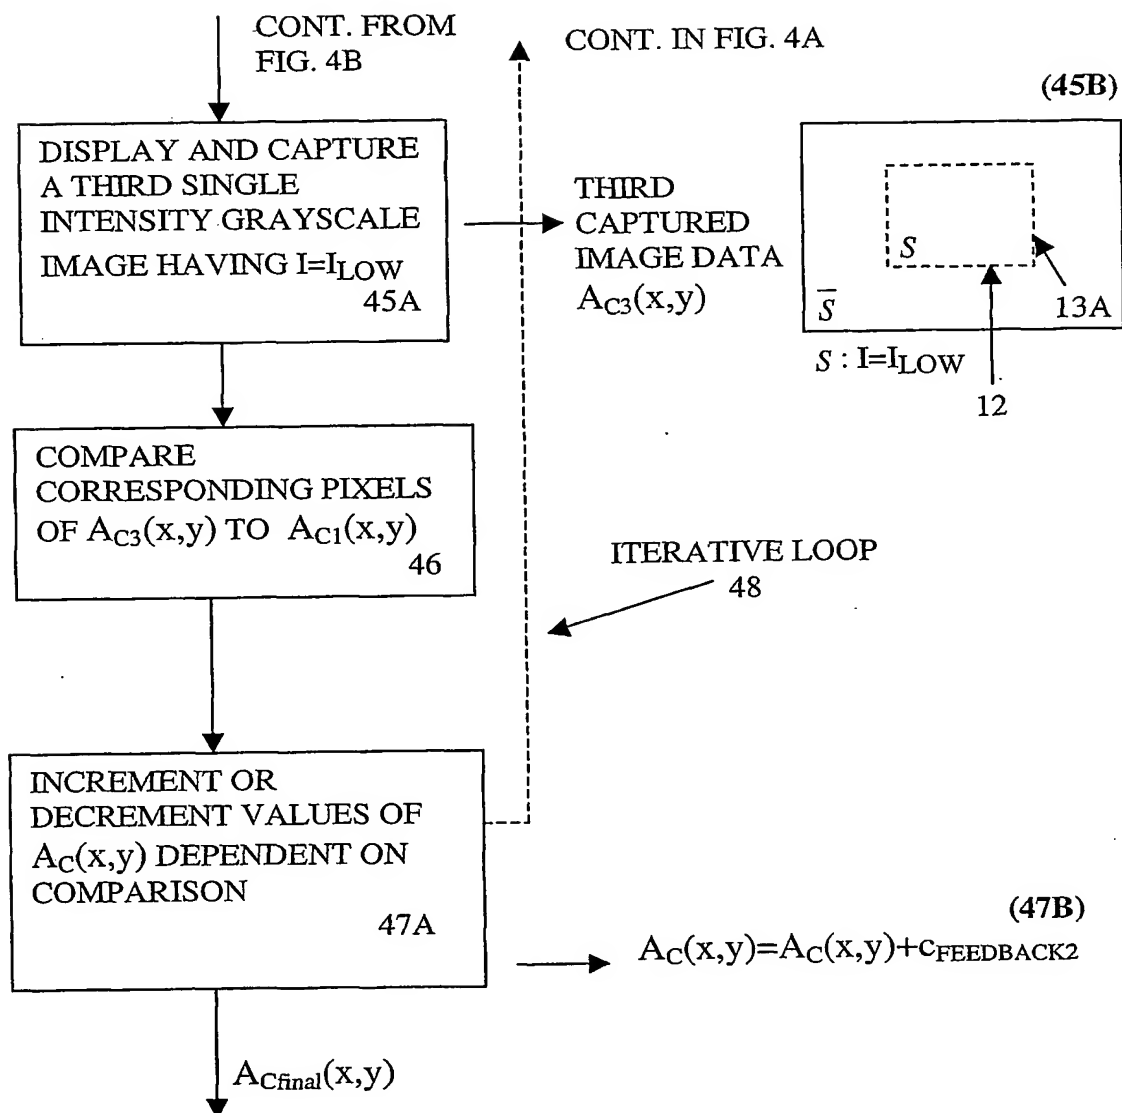 CONT. FROM
FIG. 4B
CONT. IN FIG. 4A
(45B)
DISPLAY AND CAPTURE
A THIRD SINGLE
INTENSITY GRAYSCALE
IMAGE HAVING I=I_LOW
45A
THIRD
CAPTURED
IMAGE DATA
A_C3(x,y)
S
S̅
13A
S : I=I_LOW
12
COMPARE
CORRESPONDING PIXELS
OF A_C3(x,y) TO A_C1(x,y)
46
ITERATIVE LOOP
48
INCREMENT OR
DECREMENT VALUES OF
A_C(x,y) DEPENDENT ON
COMPARISON
47A
(47B)
A_C(x,y)=A_C(x,y)+c_FEEDBACK2
A_Cfinal(x,y)